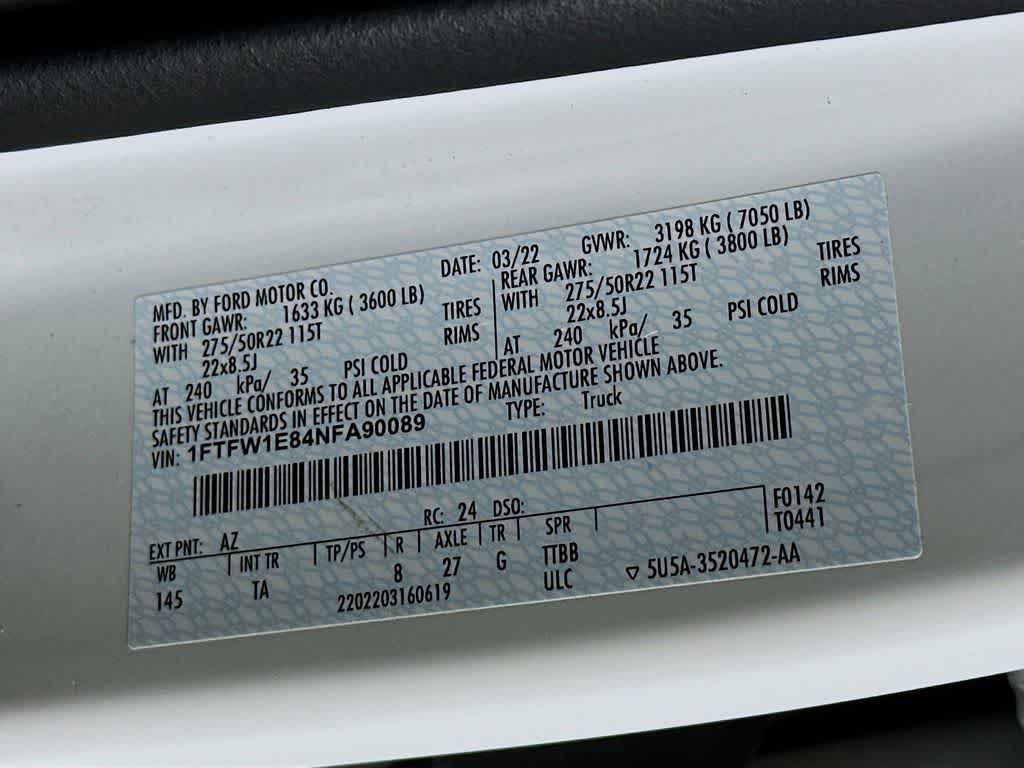 MFD. BY FORD MOTOR CO.
DATE: 03/22 GVWR: 3198 KG ( 7050 LB)
FRONT GAWR: 1633 KG ( 3600 LB)
REAR GAWR: 1724 KG ( 3800 LB)
WITH 275/50R22 115T TIRES
WITH 275/50R22 115T TIRES
22x8.5J RIMS
22x8.5J RIMS
AT 240 kPa/ 35 PSI COLD
AT 240 kPa/ 35 PSI COLD
THIS VEHICLE CONFORMS TO ALL APPLICABLE FEDERAL MOTOR VEHICLE
SAFETY STANDARDS IN EFFECT ON THE DATE OF MANUFACTURE SHOWN ABOVE.
VIN: 1FTFW1E84NFA90089 TYPE: Truck
EXT PNT: AZ RC: 24 DSO: F0142
WB INT TR TP/PS R AXLE TR SPR T0441
145 TA 8 27 G TTBB
2202203160619 ULC 5U5A-3520472-AA